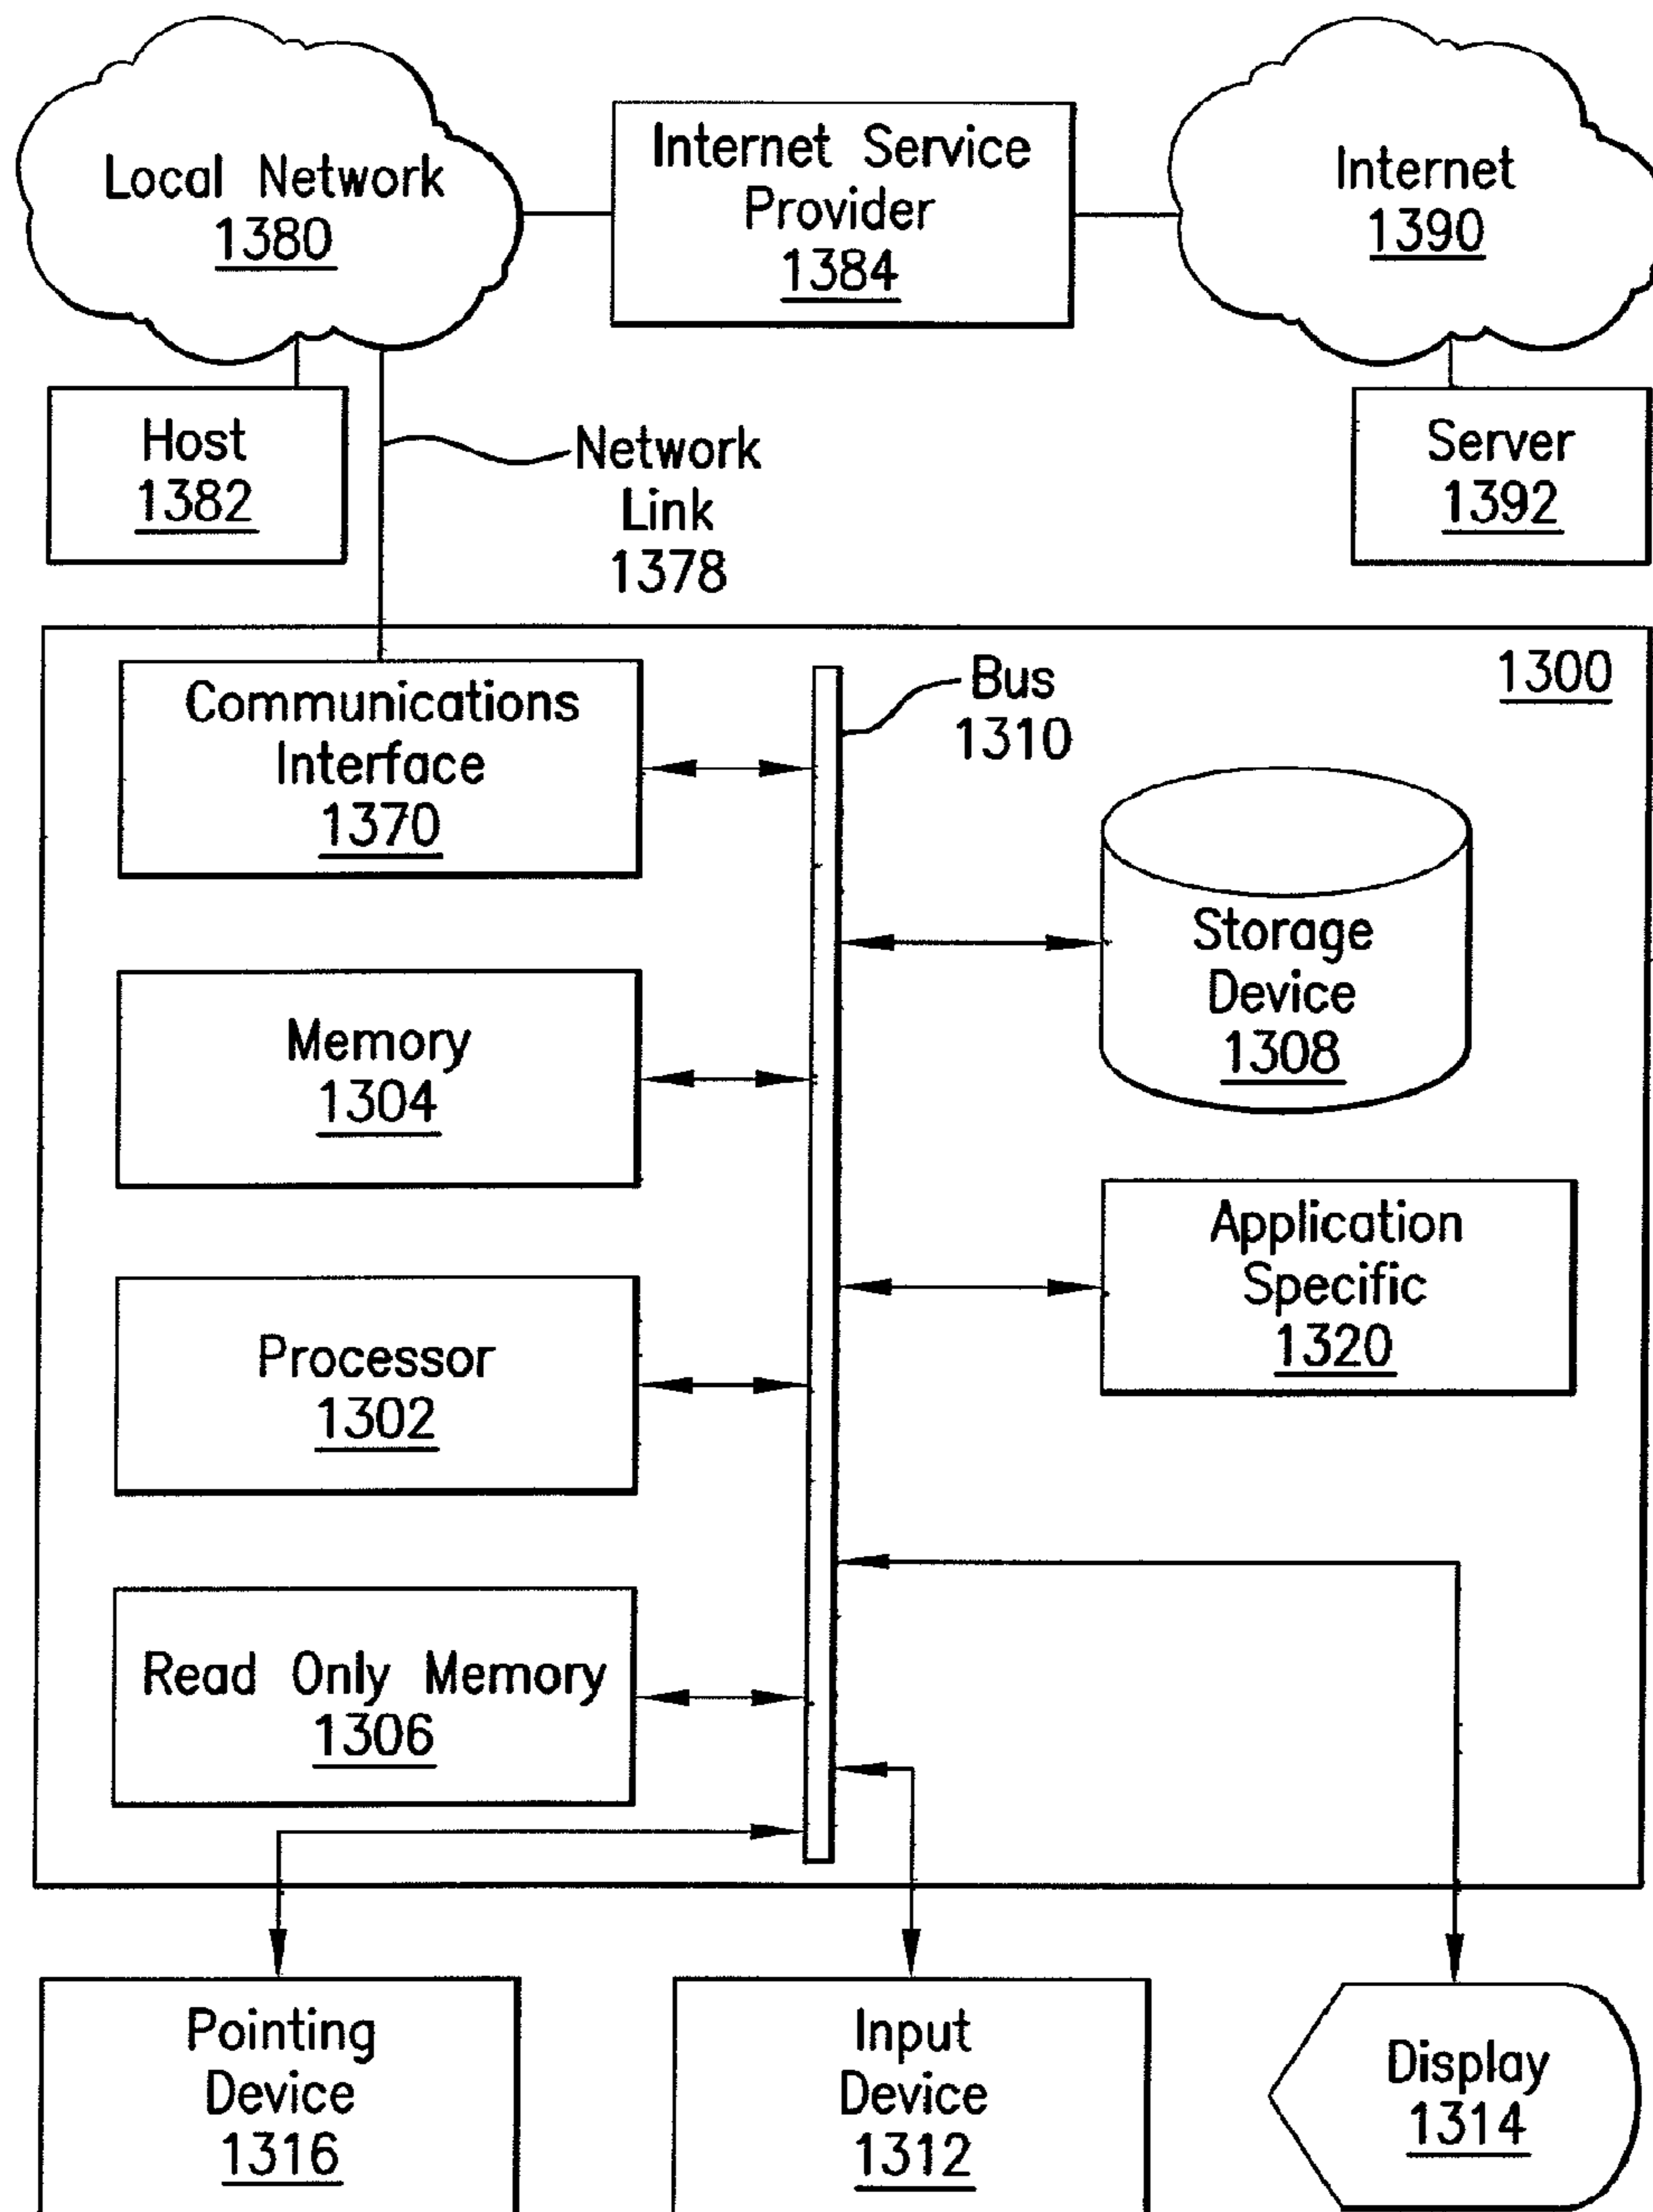 Local Network
1380
Internet Service
Provider
1384
Internet
1390
Host
1382
Network
Link
1378
Server
1392
1300
Communications
Interface
1370
Bus
1310
Storage
Device
1308
Memory
1304
Application
Specific
1320
Processor
1302
Read Only Memory
1306
Pointing
Device
1316
Input
Device
1312
Display
1314